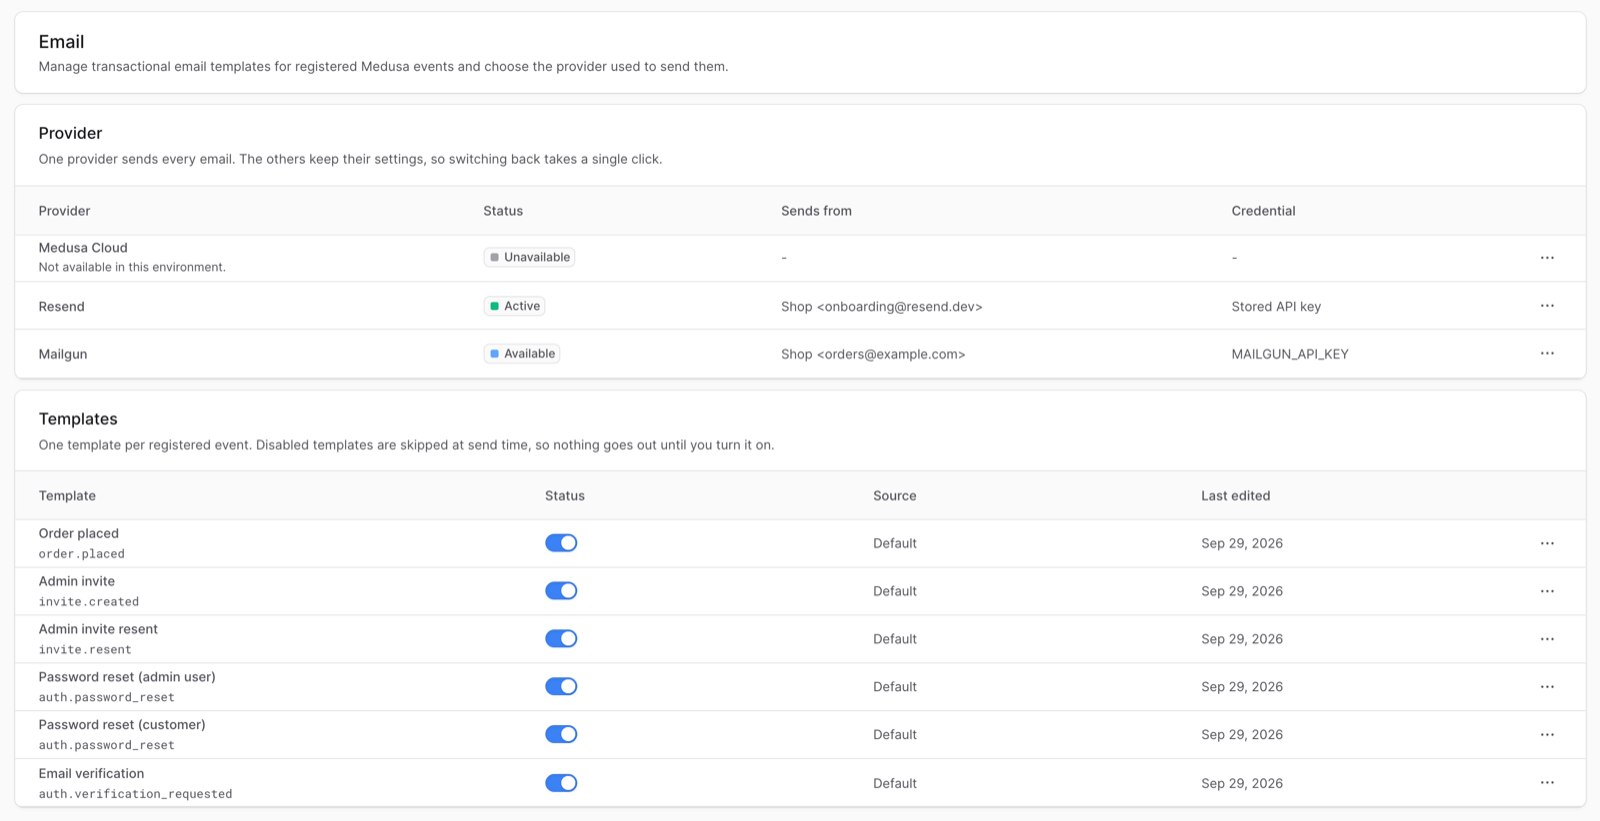 Email
Manage transactional email templates for registered Medusa events and choose the provider used to send them.
Provider
One provider sends every email. The others keep their settings, so switching back takes a single click.
Provider Status Sends from Credential
Medusa Cloud
Not available in this environment.
Unavailable - -
Resend Active Shop <onboarding@resend.dev> Stored API key
Mailgun Available Shop <orders@example.com> MAILGUN_API_KEY
Templates
One template per registered event. Disabled templates are skipped at send time, so nothing goes out until you turn it on.
Template Status Source Last edited
Order placed
order.placed
Default Sep 29, 2026
Admin invite
invite.created
Default Sep 29, 2026
Admin invite resent
invite.resent
Default Sep 29, 2026
Password reset (admin user)
auth.password_reset
Default Sep 29, 2026
Password reset (customer)
auth.password_reset
Default Sep 29, 2026
Email verification
auth.verification_requested
Default Sep 29, 2026